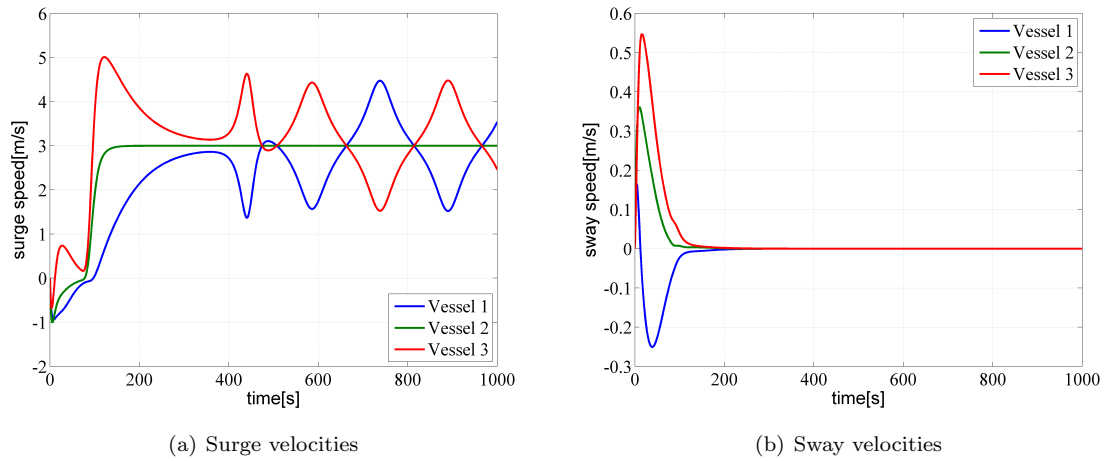 6
5
4
3
2
1
0
-1
-2
surge speed[m/s]
0
200
400
600
800
1000
time[s]
Vessel 1
Vessel 2
Vessel 3
(a) Surge velocities
0.6
0.5
0.4
0.3
0.2
0.1
0
-0.1
-0.2
-0.3
sway speed[m/s]
0
200
400
600
800
1000
time[s]
Vessel 1
Vessel 2
Vessel 3
(b) Sway velocities